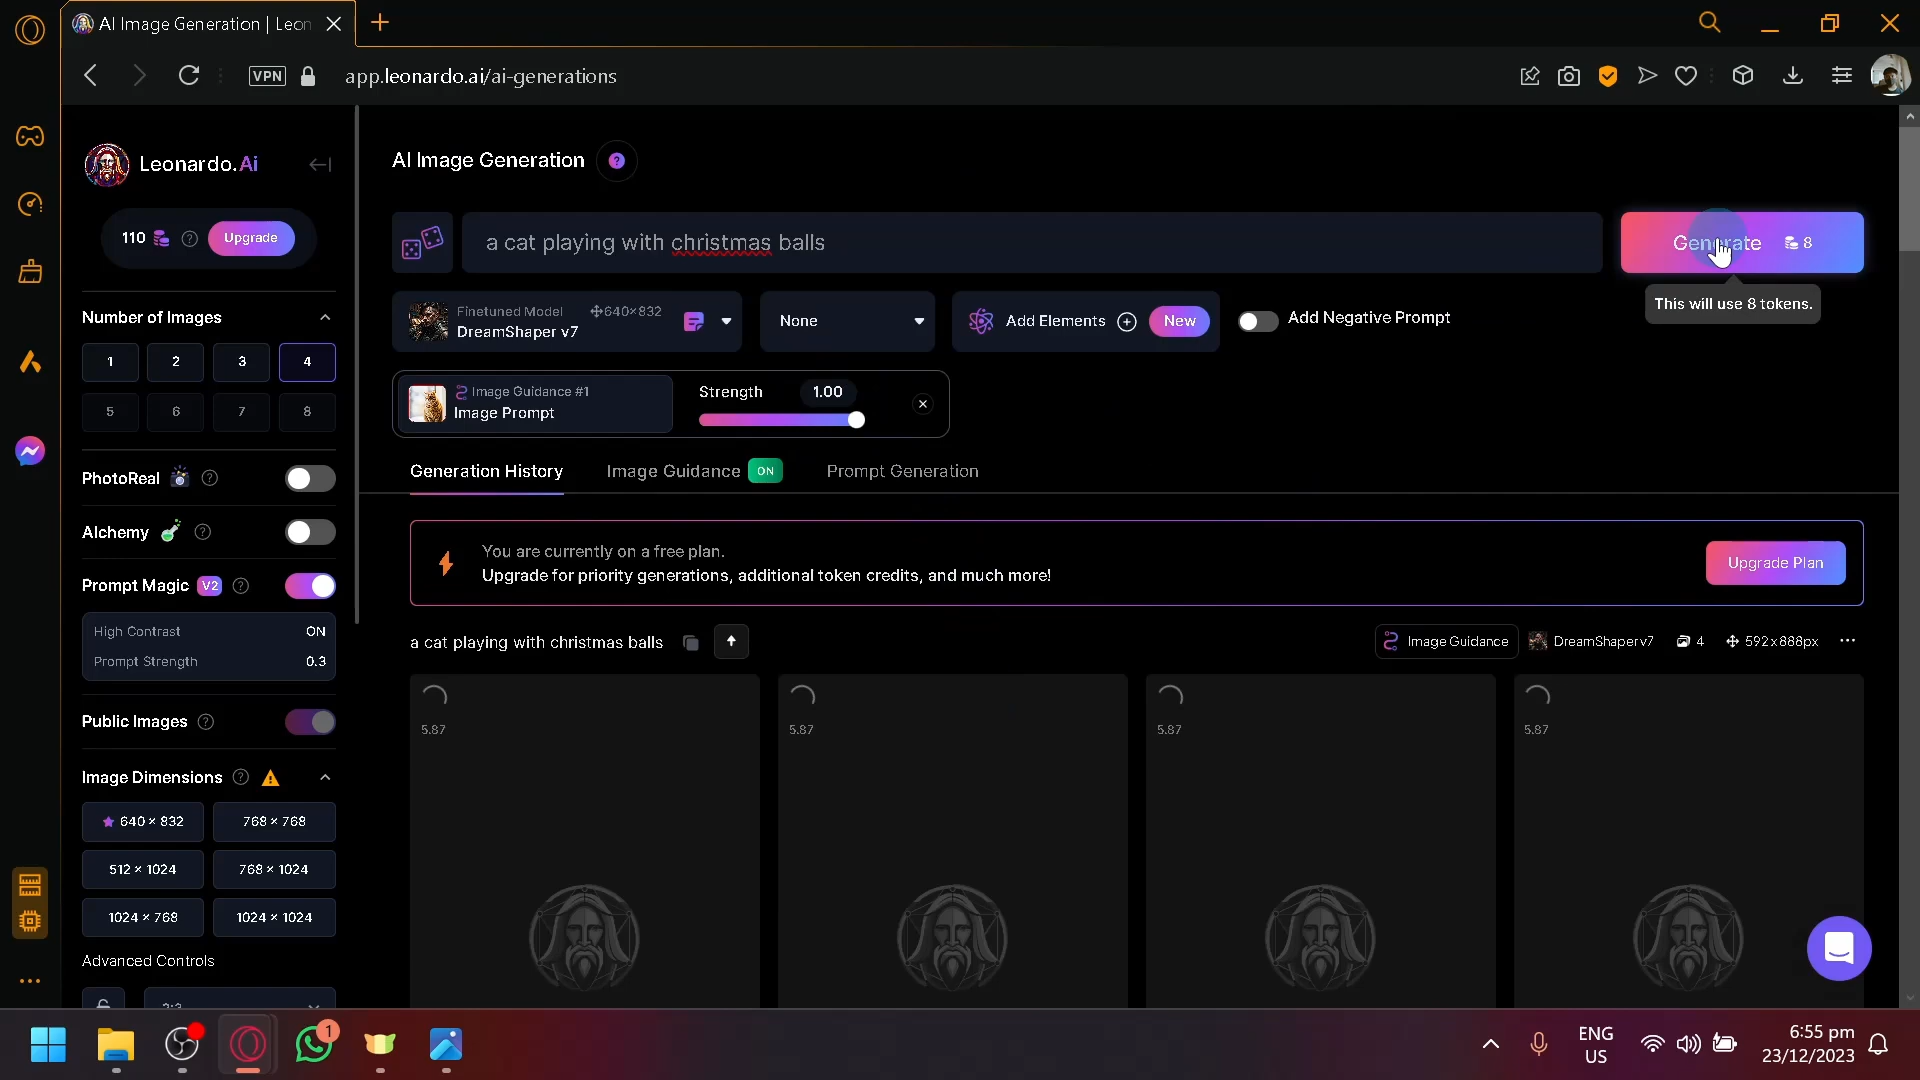 AI Image Generation | Leon
VPN
app.leonardo.ai/ai-generations
Leonardo.Ai
110
Upgrade
Number of Images
1 2 3 4
5 6 7 8
PhotoReal
Alchemy
Prompt Magic V2
High Contrast ON
Prompt Strength 0.3
Public Images
Image Dimensions
640 × 832 768 × 768
512 × 1024 768 × 1024
1024 × 768 1024 × 1024
Advanced Controls
AI Image Generation ?
a cat playing with christmas balls
Generate 8
This will use 8 tokens.
Finetuned Model 640×832
DreamShaper v7
None
Add Elements New
Add Negative Prompt
Image Guidance #1
Image Prompt
Strength 1.00
Generation History Image Guidance ON Prompt Generation
You are currently on a free plan.
Upgrade for priority generations, additional token credits, and much more!
Upgrade Plan
a cat playing with christmas balls
Image Guidance DreamShaper v7 4 592x888px
5.87 5.87 5.87 5.87
1
ENG
US
6:55 pm
23/12/2023